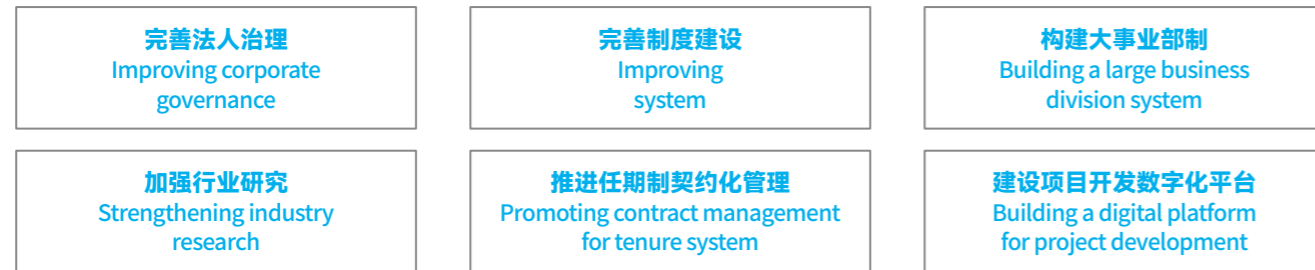 完善法人治理
Improving corporate
governance
完善制度建设
Improving
system
构建大事业部制
Building a large business
division system
加强行业研究
Strengthening industry
research
推进任期制契约化管理
Promoting contract management
for tenure system
建设项目开发数字化平台
Building a digital platform
for project development